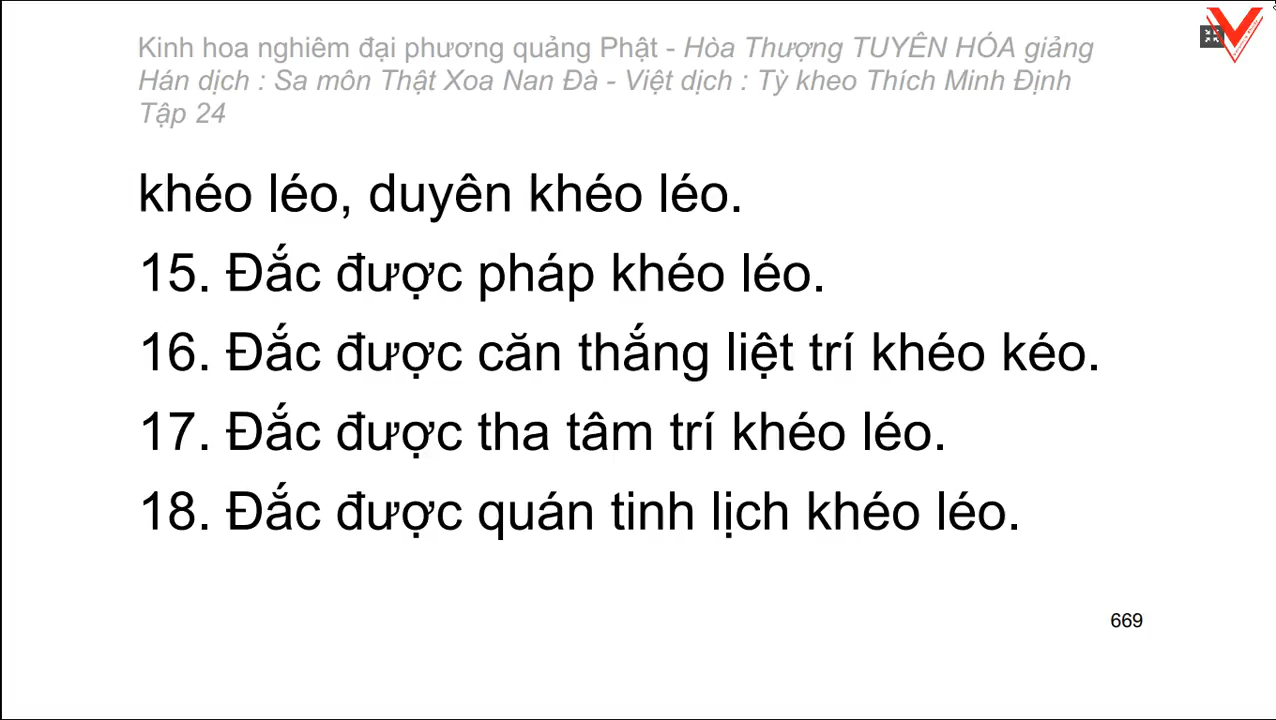 Kinh hoa nghiêm đại phương quảng Phật - Hòa Thượng TUYÊN HÓA giảng
Hán dịch : Sa môn Thật Xoa Nan Đà - Việt dịch : Tỳ kheo Thích Minh Định
Tập 24
khéo léo, duyên khéo léo.
15. Đắc được pháp khéo léo.
16. Đắc được căn thắng liệt trí khéo kéo.
17. Đắc được tha tâm trí khéo léo.
18. Đắc được quán tinh lịch khéo léo.
669